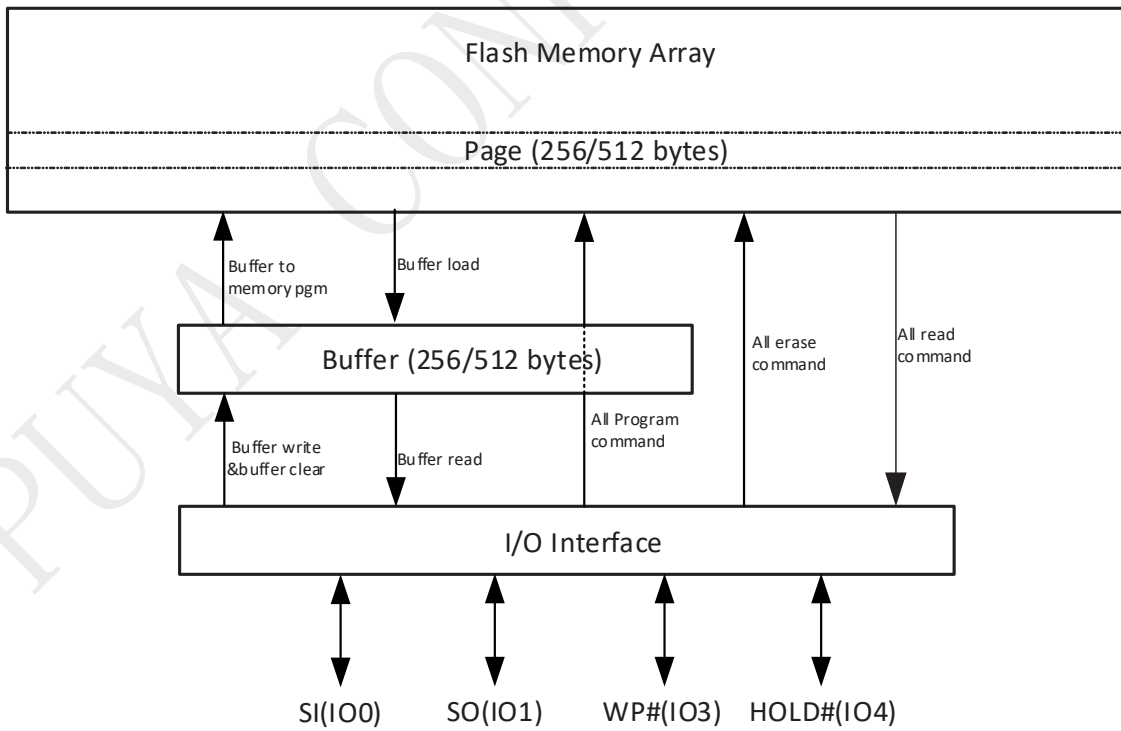 Flash Memory Array
Page (256/512 bytes)
Buffer to
memory pgm
Buffer load
All erase
command
All read
command
Buffer (256/512 bytes)
All Program
command
Buffer write
&buffer clear
Buffer read
I/O Interface
SI(IO0)
SO(IO1)
WP#(IO3)
HOLD#(IO4)
PUYA